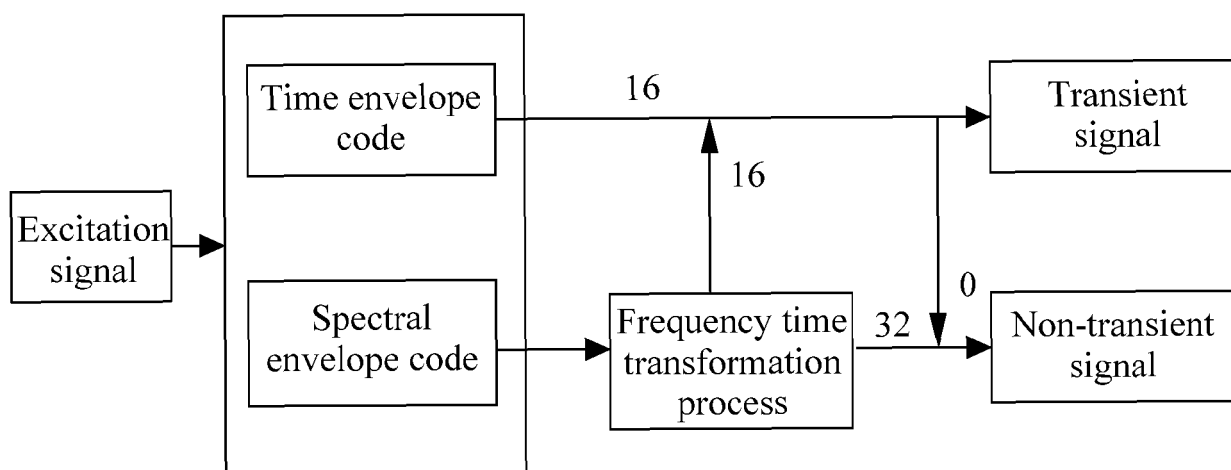 Time envelope
code
16
Transient
signal
16
Excitation
signal
Spectral
envelope code
Frequency time
transformation
process
32
0
Non-transient
signal